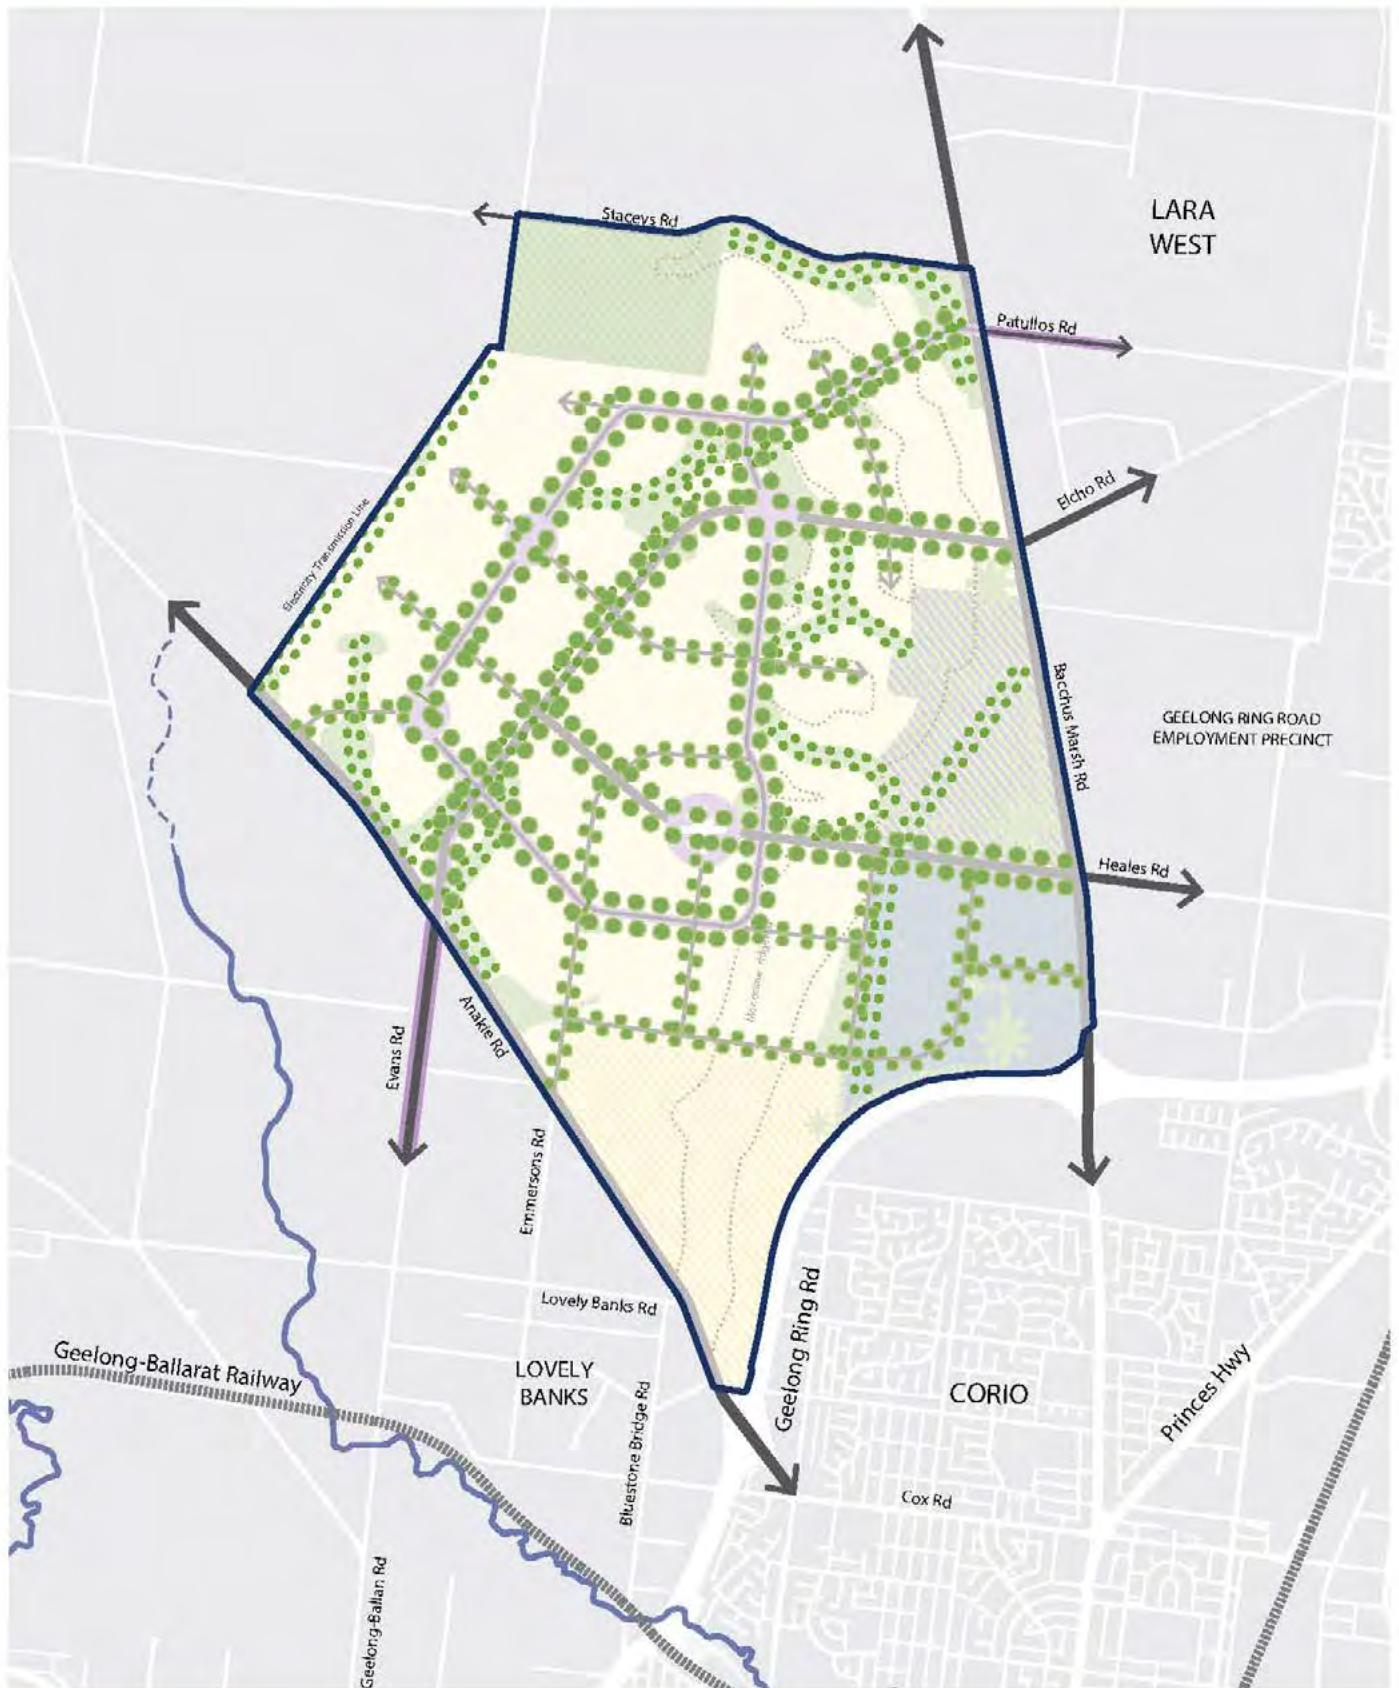 LARA
WEST
Staceys Rd
Patullos Rd
Elcho Rd
Electricity Transmission Line
Bacchus Marsh Rd
GEELONG RING ROAD
EMPLOYMENT PRECINCT
Heales Rd
Anakie Rd
Evans Rd
Emmersons Rd
Lovely Banks Rd
Geelong Ring Rd
Geelong-Ballarat Railway
LOVELY
BANKS
CORIO
Princes Hwy
Bluestone Bridge Rd
Cox Rd
Geelong-Ballan Rd